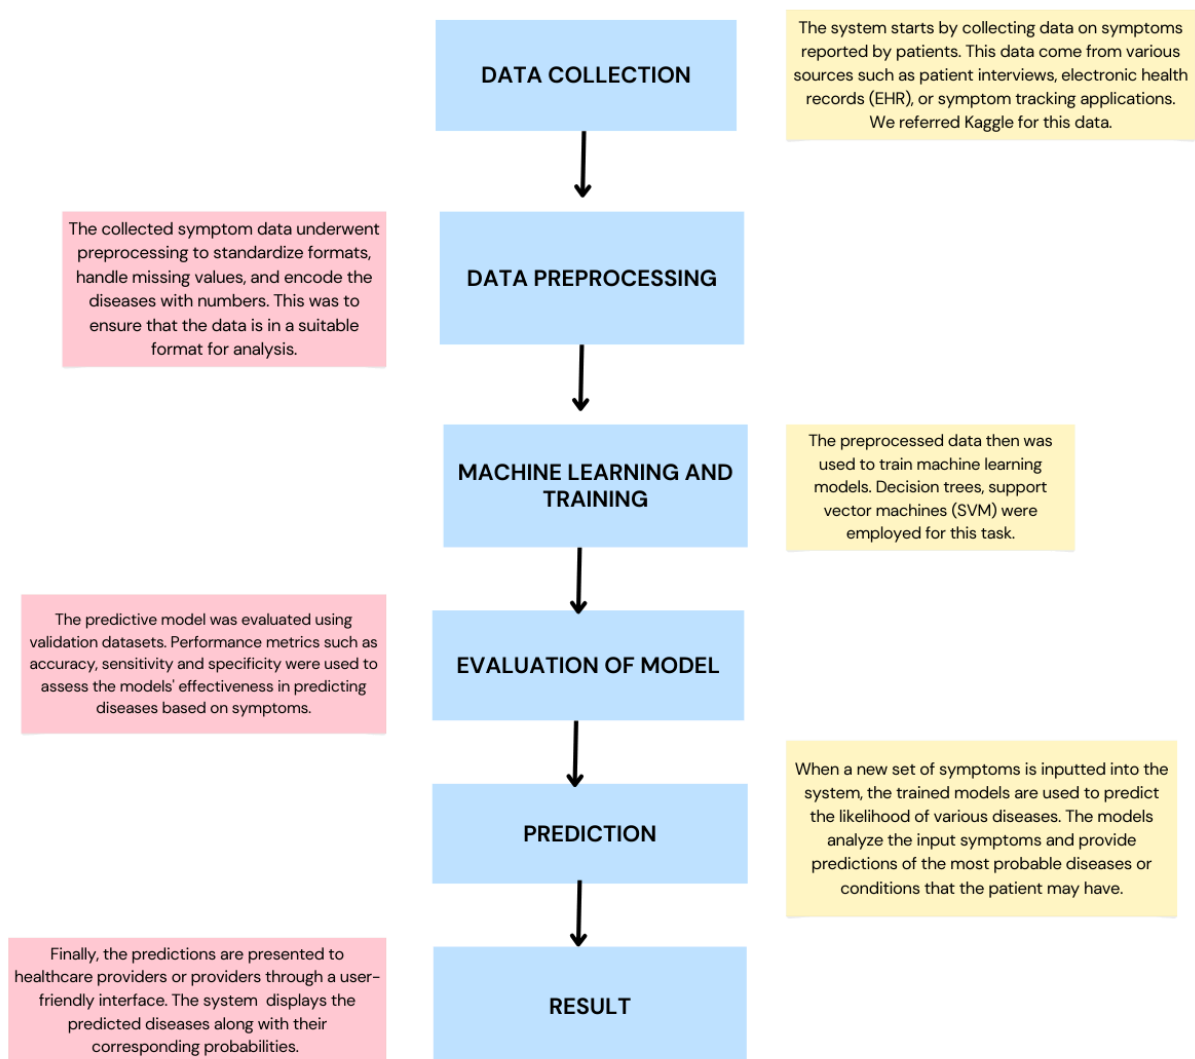 DATA COLLECTION
The system starts by collecting data on symptoms
reported by patients. This data come from various
sources such as patient interviews, electronic health
records (EHR), or symptom tracking applications.
We referred Kaggle for this data.
The collected symptom data underwent
preprocessing to standardize formats,
handle missing values, and encode the
diseases with numbers. This was to
ensure that the data is in a suitable
format for analysis.
DATA PREPROCESSING
MACHINE LEARNING AND
TRAINING
The preprocessed data then was
used to train machine learning
models. Decision trees, support
vector machines (SVM) were
employed for this task.
The predictive model was evaluated using
validation datasets. Performance metrics such as
accuracy, sensitivity and specificity were used to
assess the models' effectiveness in predicting
diseases based on symptoms.
EVALUATION OF MODEL
PREDICTION
When a new set of symptoms is inputted into the
system, the trained models are used to predict
the likelihood of various diseases. The models
analyze the input symptoms and provide
predictions of the most probable diseases or
conditions that the patient may have.
Finally, the predictions are presented to
healthcare providers or providers through a user-
friendly interface. The system displays the
predicted diseases along with their
corresponding probabilities.
RESULT